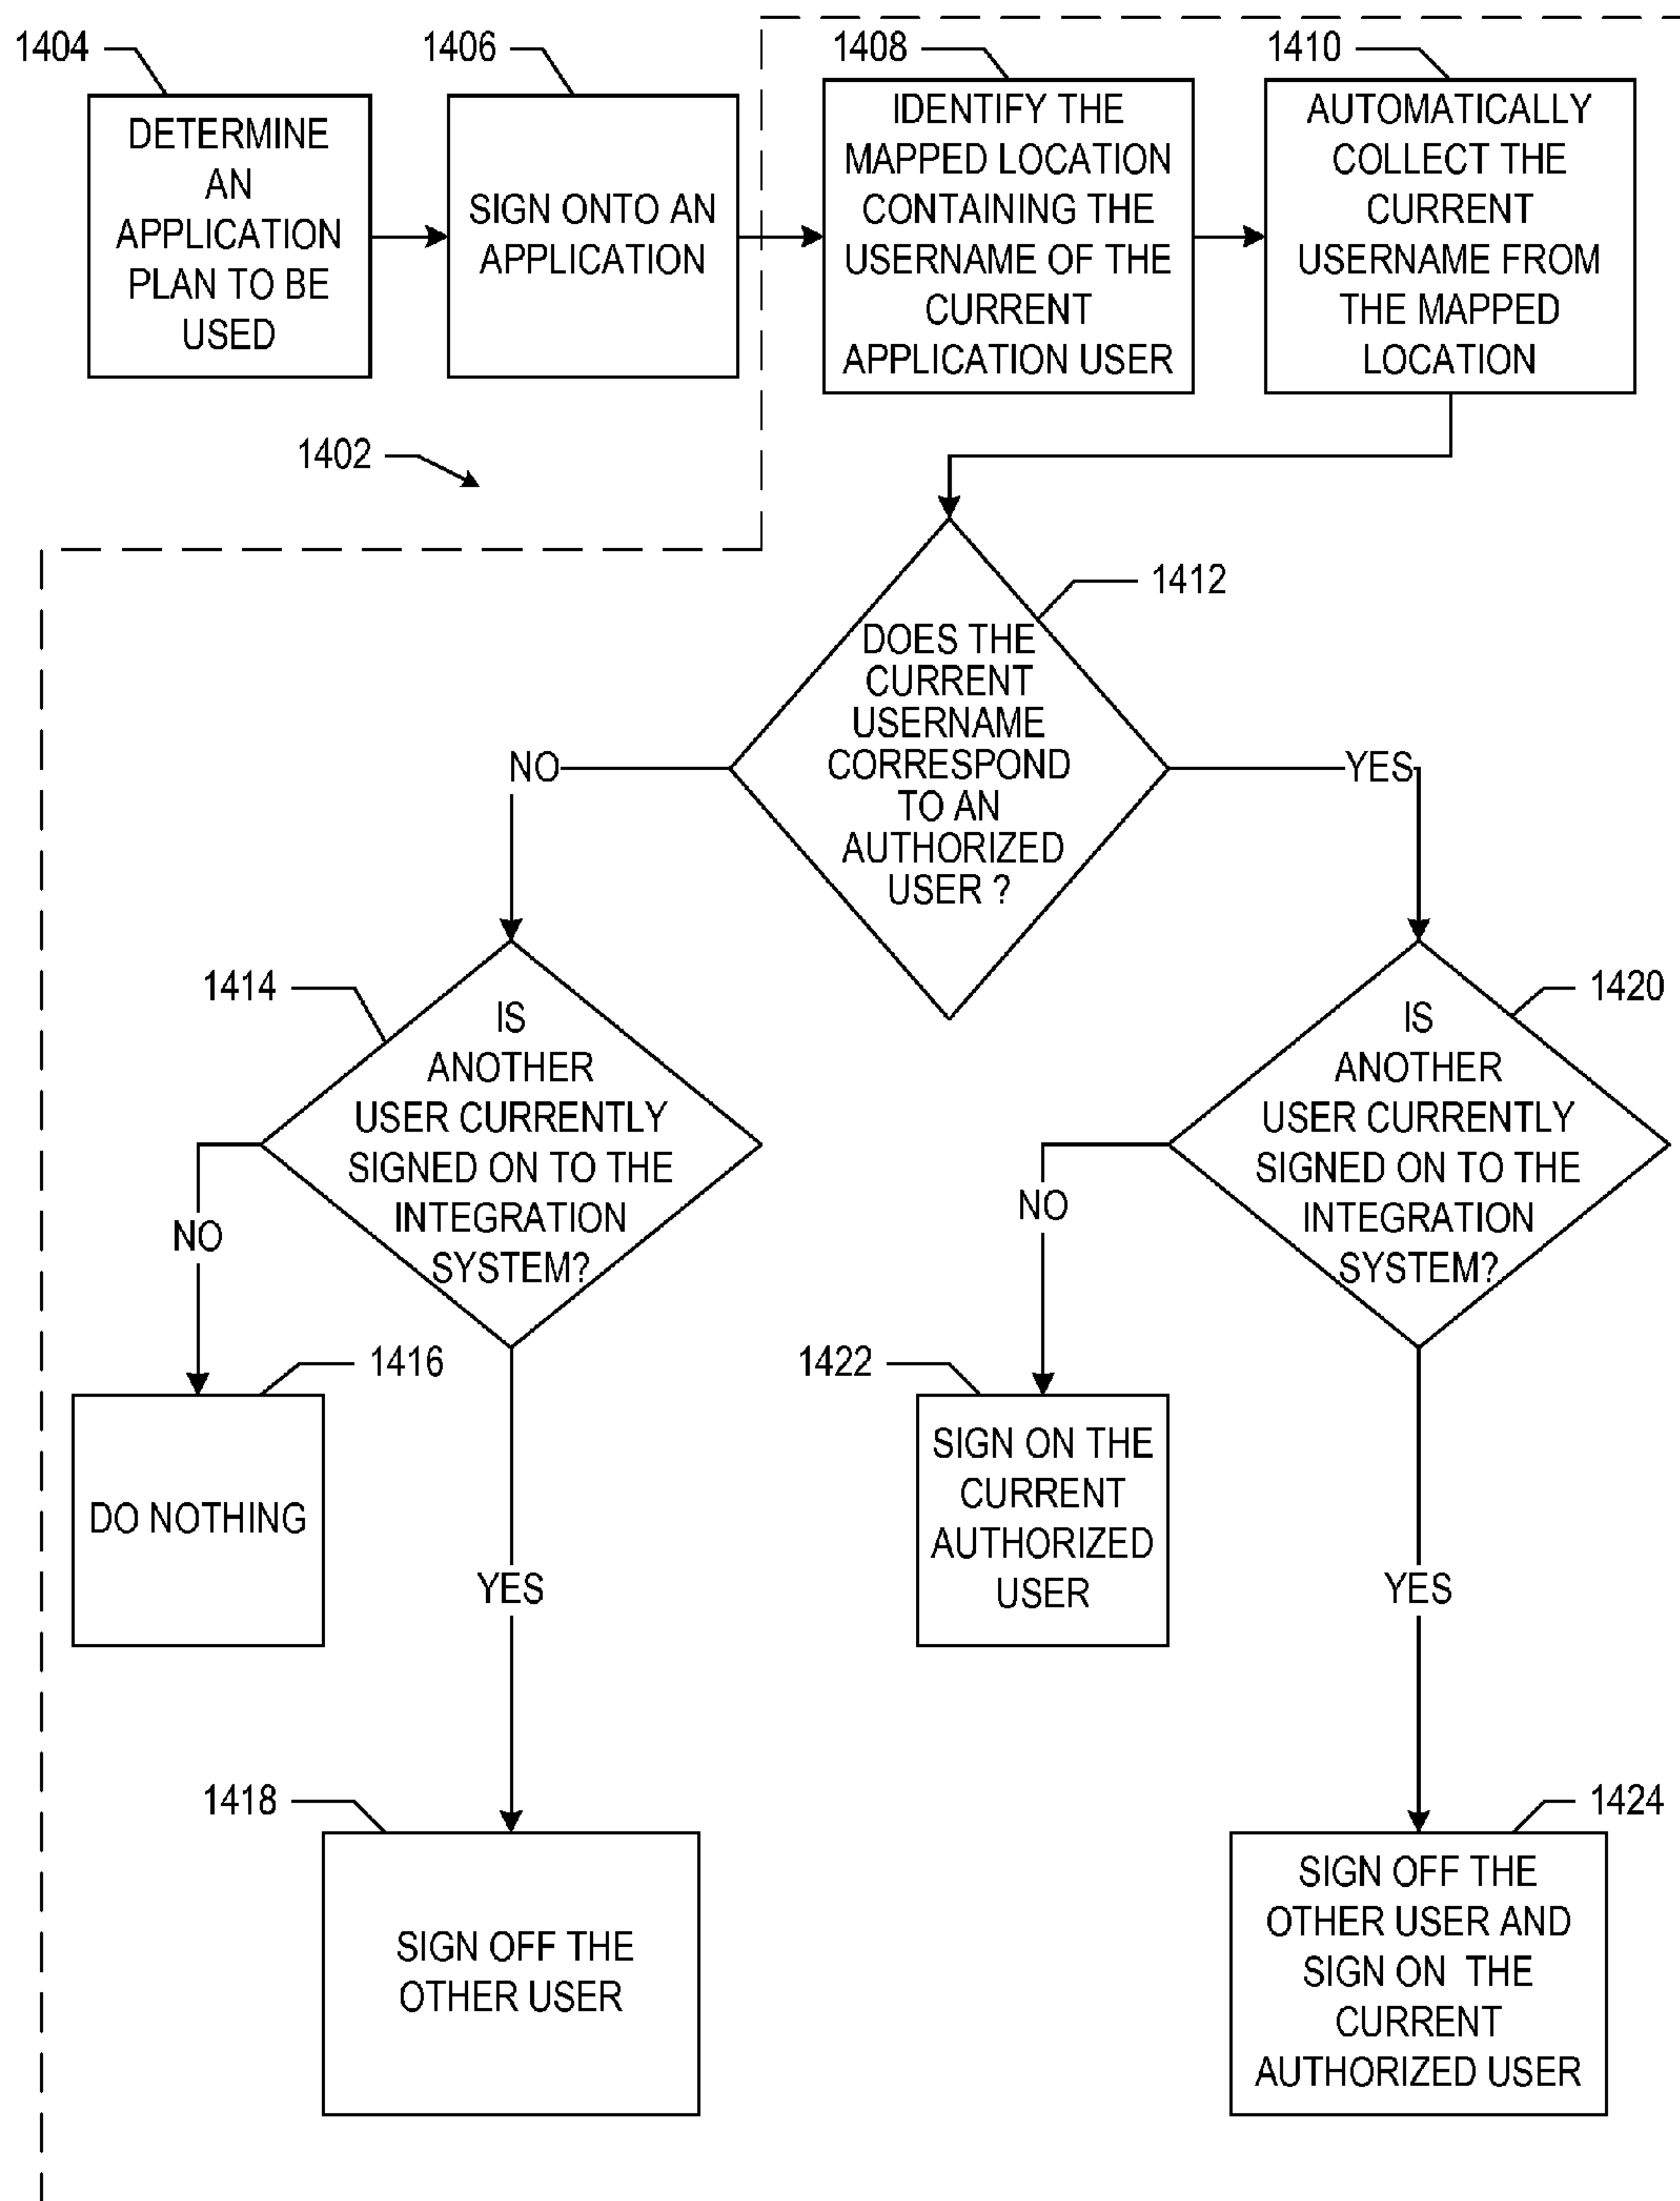 1404
1406
1408
1410
DETERMINE
AN
APPLICATION
PLAN TO BE
USED
SIGN ONTO AN
APPLICATION
IDENTIFY THE
MAPPED LOCATION
CONTAINING THE
USERNAME OF THE
CURRENT
APPLICATION USER
AUTOMATICALLY
COLLECT THE
CURRENT
USERNAME FROM
THE MAPPED
LOCATION
1402
1412
DOES THE
CURRENT
USERNAME
CORRESPOND
TO AN
AUTHORIZED
USER ?
NO
YES
1414
IS
ANOTHER
USER CURRENTLY
SIGNED ON TO THE
INTEGRATION
SYSTEM?
1420
IS
ANOTHER
USER CURRENTLY
SIGNED ON TO THE
INTEGRATION
SYSTEM?
NO
NO
1416
DO NOTHING
1422
SIGN ON THE
CURRENT
AUTHORIZED
USER
YES
YES
1418
SIGN OFF THE
OTHER USER
1424
SIGN OFF THE
OTHER USER AND
SIGN ON THE
CURRENT
AUTHORIZED USER